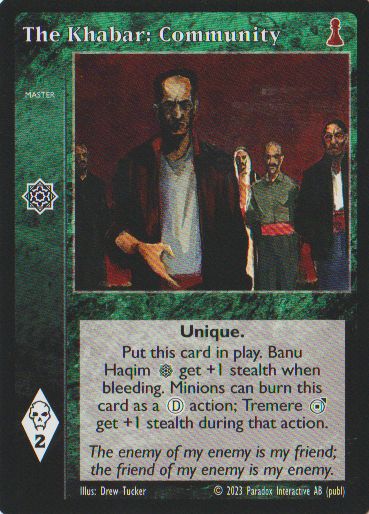 The Khabar: Community
MASTER
Unique.
Put this card in play. Banu
Haqim get +1 stealth when
bleeding. Minions can burn this
card as a D action; Tremere
get +1 stealth during that action.
2
The enemy of my enemy is my friend;
the friend of my enemy is my enemy.
Illus: Drew Tucker © 2023 Paradox Interactive AB (publ)